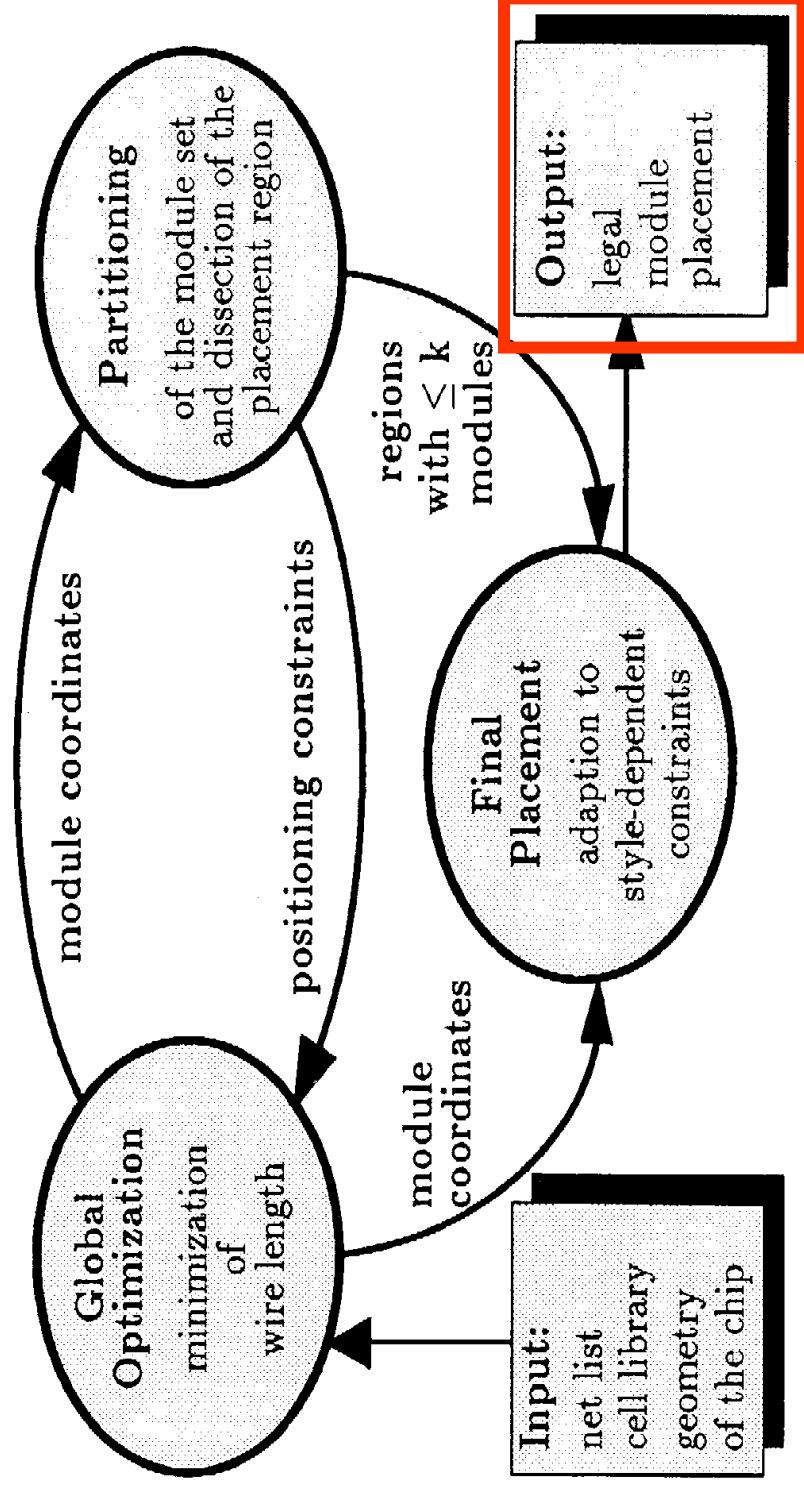 Global
Optimization
minimization
of
wire length
module coordinates
positioning constraints
Partitioning
of the module set
and dissection of the
placement region
module
coordinates
regions
with ≤ k
modules
Final
Placement
adaption to
style-dependent
constraints
Input:
net list
cell library
geometry
of the chip
Output:
legal
module
placement